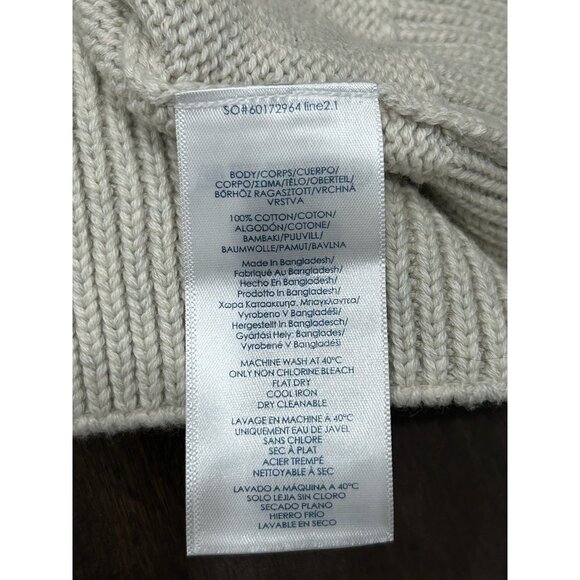 SO#60172964 line2.1
BODY/CORPS/CUERPO/
CORPO/ΣΩΜΑ/TĚLO/OBERTEIL/
BÖRHÖZ RAGASZTOTT/VRCHNÁ
VRSTVA
100% COTTON/COTON/
ALGODÓN/COTONE/
BAMBAKI/PUUVILL/
BAUMWOLLE/PAMUT/BAVLNA
Made In Bangladesh/
Fabriqué Au Bangladesh/
Hecho En Bangladesh/
Prodotto In Bangladesh/
Χωρα Κατασκευη, Μπαγκλαντεζ/
Vyrobeno V Bangladesh/
Hergestellt in Bangladesch/
Gyártási Hely: Banglades/
Vyrobené V Bangladesh
MACHINE WASH AT 40°C
ONLY NON CHLORINE BLEACH
FLAT DRY
COOL IRON
DRY CLEANABLE
LAVAGE EN MACHINE A 40°C
UNIQUEMENT EAU DE JAVEL
SANS CHLORE
SEC À PLAT
ACIER TREMPÉ
NETTOYABLE À SEC
LAVADO A MÁQUINA A 40°C
SOLO LEJIA SIN CLORO
SECADO PLANO
HIERRO FRÍO
LAVABLE EN SECO